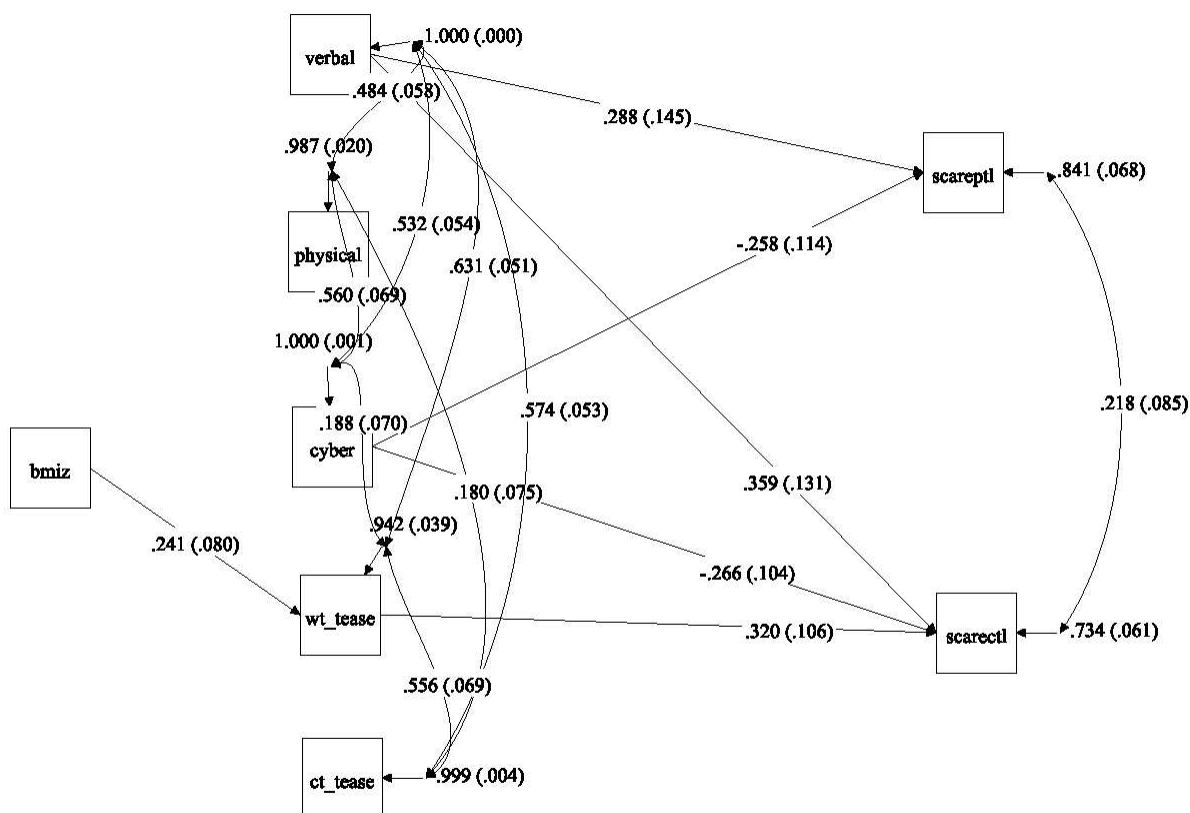 1.000 (.000)
verbal
.484 (.058)
.288 (.145)
.987 (.020)
scareptl
.841 (.068)
.532 (.054)
-.258 (.114)
physical
.631 (.051)
.560 (.069)
1.000 (.001)
.218 (.085)
.574 (.053)
.188 (.070)
cyber
bmiz
.359 (.131)
.180 (.075)
.942 (.039)
.241 (.080)
-.266 (.104)
wt_tease
.320 (.106)
.734 (.061)
scarectl
.556 (.069)
.999 (.004)
ct_tease